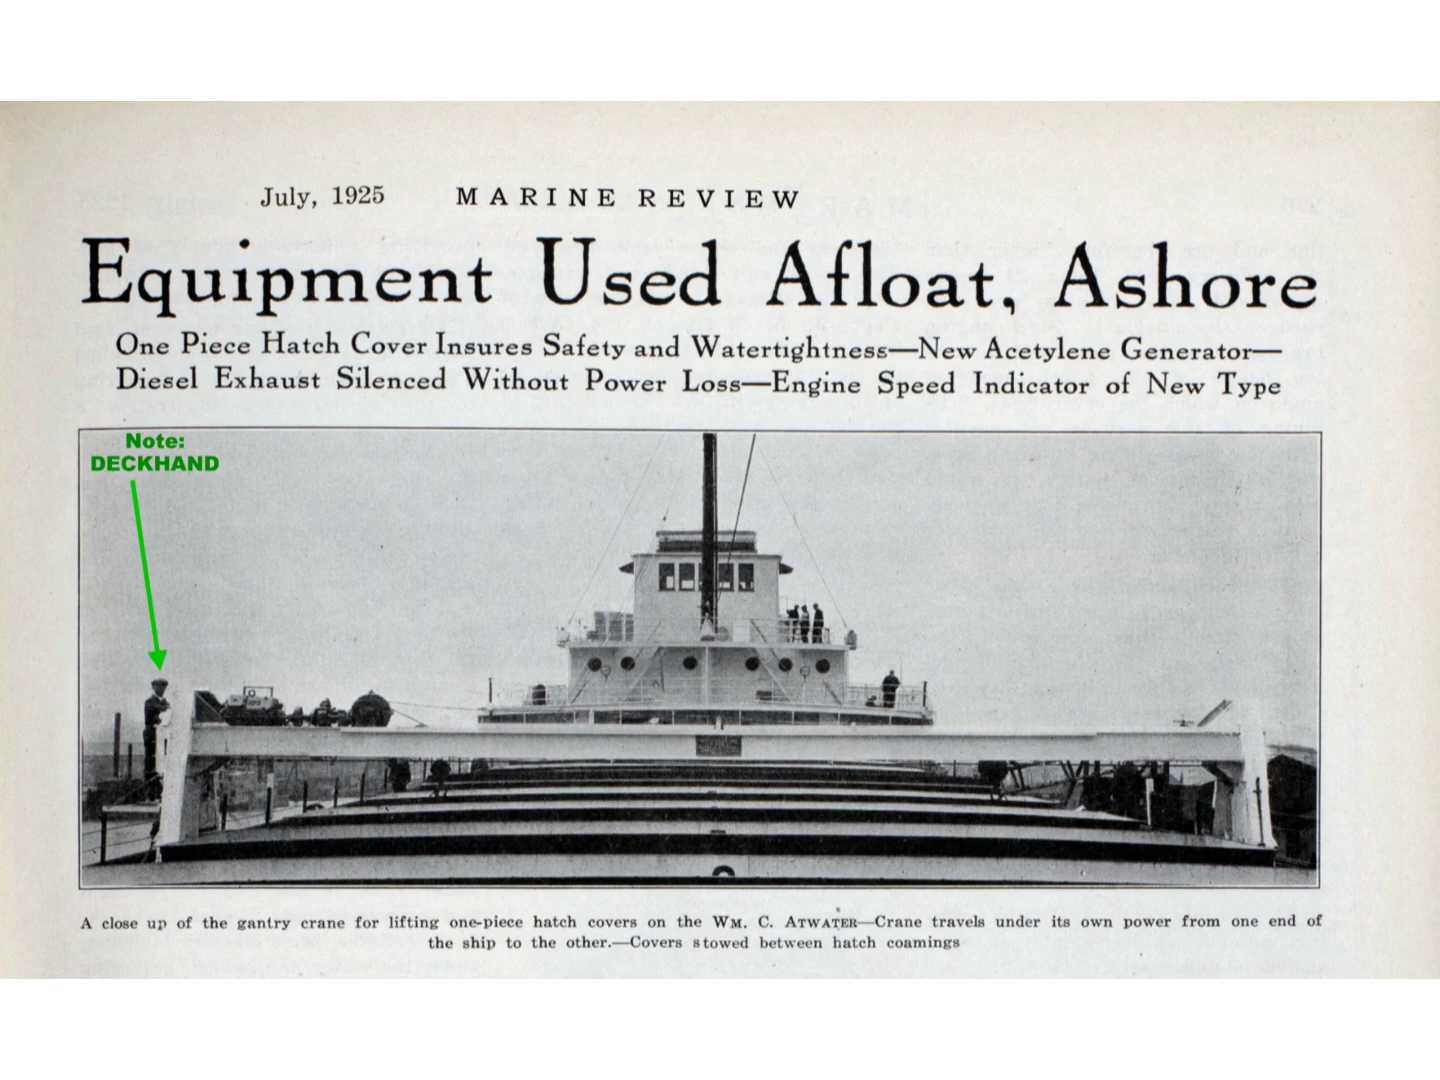 July, 1925 MARINE REVIEW
Equipment Used Afloat, Ashore
One Piece Hatch Cover Insures Safety and Watertightness—New Acetylene Generator—
Diesel Exhaust Silenced Without Power Loss—Engine Speed Indicator of New Type
Note:
DECKHAND
A close up of the gantry crane for lifting one-piece hatch covers on the WM. C. ATWATER—Crane travels under its own power from one end of
the ship to the other.—Covers stowed between hatch coamings